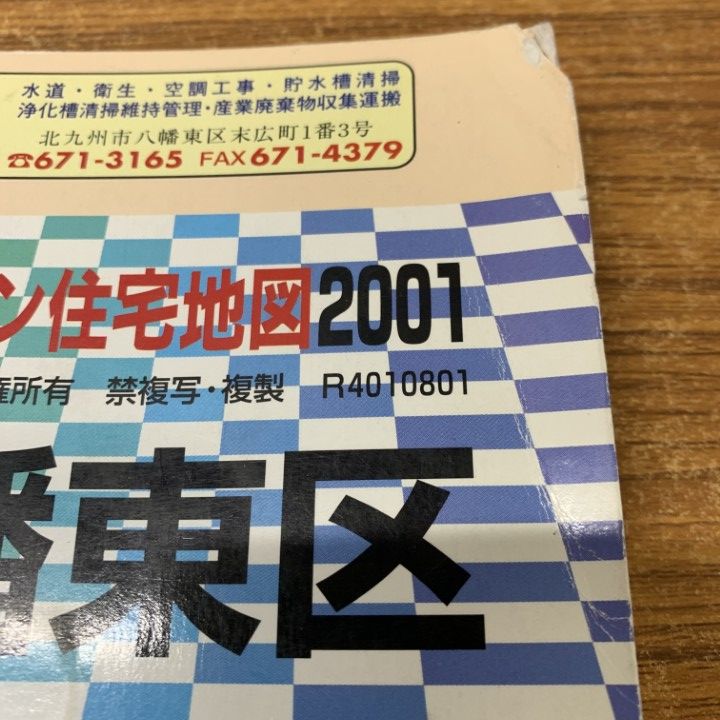 水道・衛生・空調工事・貯水槽清掃
浄化槽清掃維持管理・産業廃棄物収集運搬
北九州市八幡東区末広町1番3号
☎671-3165 FAX671-4379
ン住宅地図2001
権所有 禁複写・複製 R4010801
幡東区